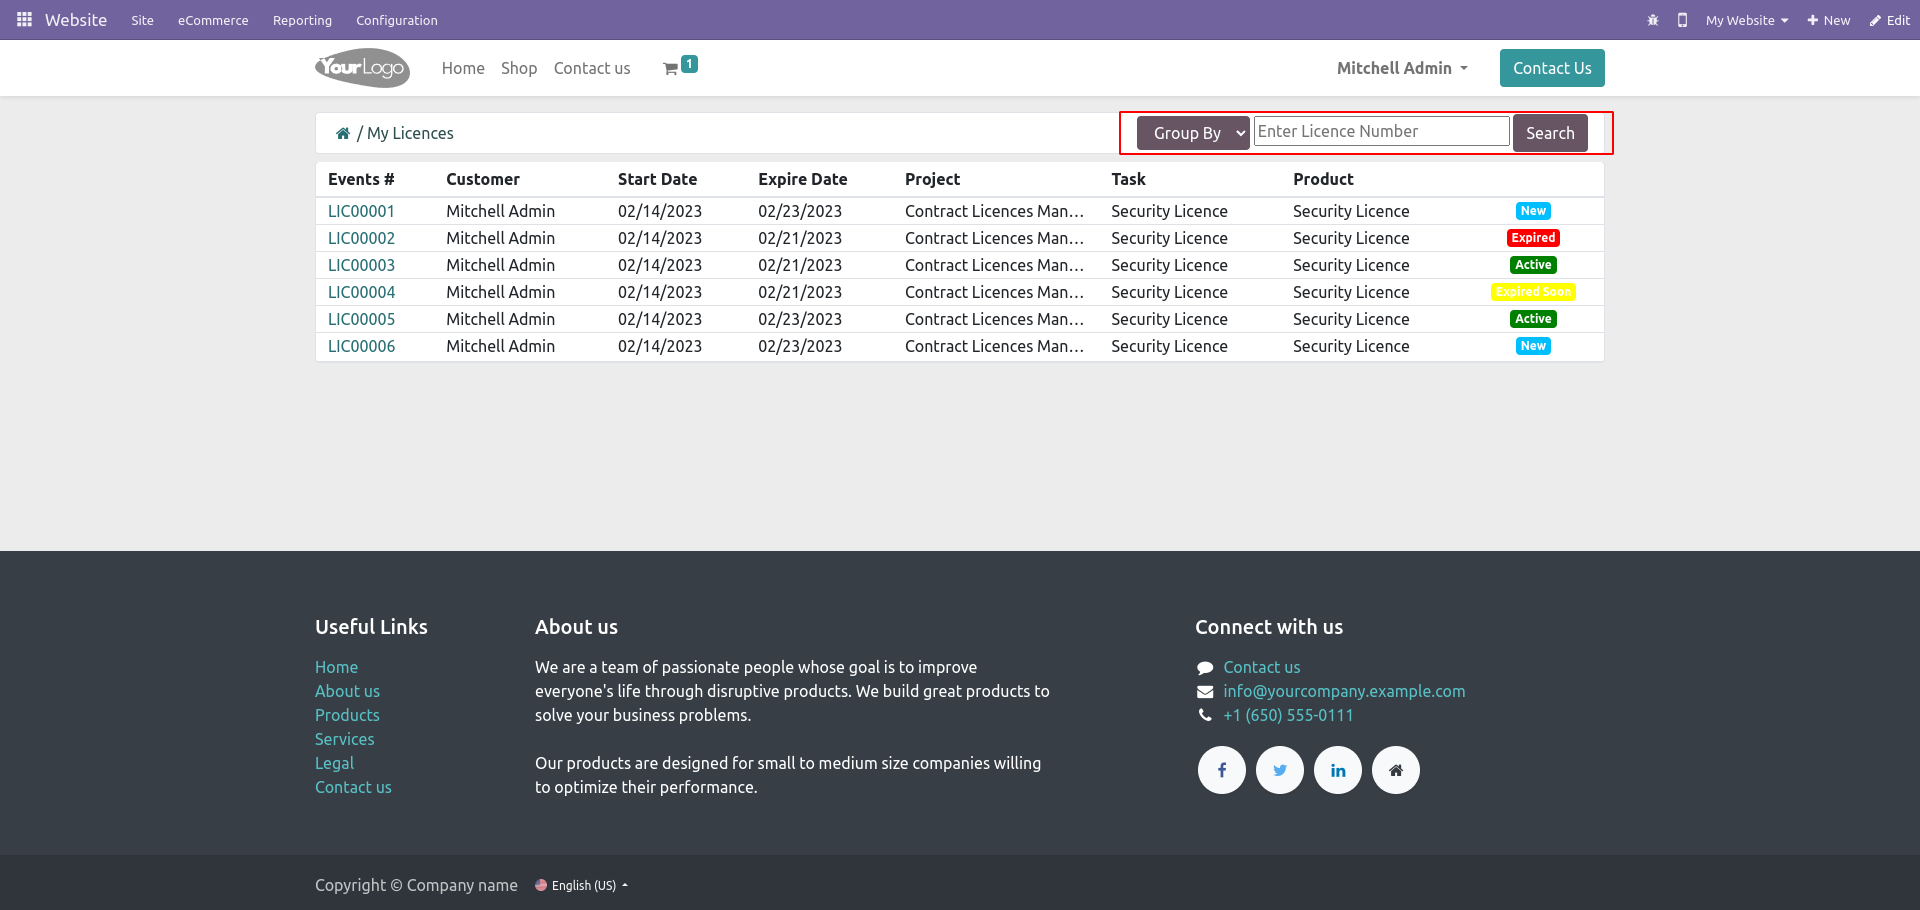 Website Site eCommerce Reporting Configuration My Website New Edit
YourLogo Home Shop Contact us 1 Mitchell Admin Contact Us
/ My Licences Group By Enter Licence Number Search
Events # Customer Start Date Expire Date Project Task Product
LIC00001 Mitchell Admin 02/14/2023 02/23/2023 Contract Licences Man... Security Licence Security Licence New
LIC00002 Mitchell Admin 02/14/2023 02/21/2023 Contract Licences Man... Security Licence Security Licence Expired
LIC00003 Mitchell Admin 02/14/2023 02/21/2023 Contract Licences Man... Security Licence Security Licence Active
LIC00004 Mitchell Admin 02/14/2023 02/21/2023 Contract Licences Man... Security Licence Security Licence Expired Soon
LIC00005 Mitchell Admin 02/14/2023 02/23/2023 Contract Licences Man... Security Licence Security Licence Active
LIC00006 Mitchell Admin 02/14/2023 02/23/2023 Contract Licences Man... Security Licence Security Licence New
Useful Links
Home
About us
Products
Services
Legal
Contact us
About us
We are a team of passionate people whose goal is to improve
everyone's life through disruptive products. We build great products to
solve your business problems.
Our products are designed for small to medium size companies willing
to optimize their performance.
Connect with us
Contact us
info@yourcompany.example.com
+1 (650) 555-0111
Copyright © Company name English (US)